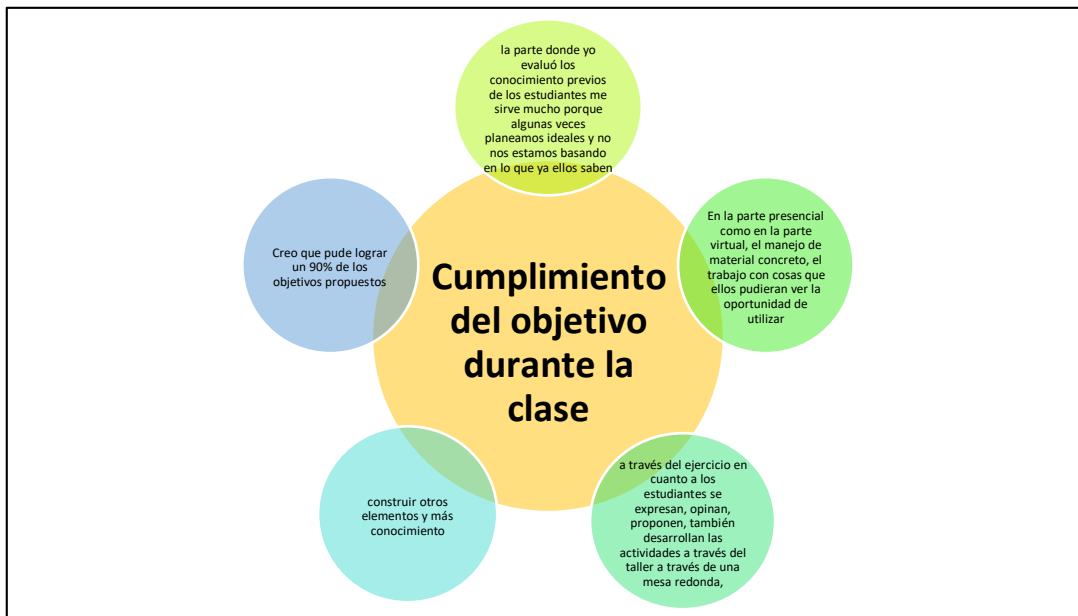 la parte donde yo
evaluó los
conocimiento previos
de los estudiantes me
sirve mucho porque
algunas veces
planeamos ideales y no
nos estamos basando
en lo que ya ellos saben
En la parte presencial
como en la parte
virtual, el manejo de
material concreto, el
trabajo con cosas que
ellos pudieran ver la
oportunidad de
utilizar
Creo que pude lograr
un 90% de los
objetivos propuestos
Cumplimiento
del objetivo
durante la
clase
a través del ejercicio en
cuanto a los
estudiantes se
expresan, opinan,
proponen, también
desarrollan las
actividades a través del
taller a través de una
mesa redonda,
construir otros
elementos y más
conocimiento